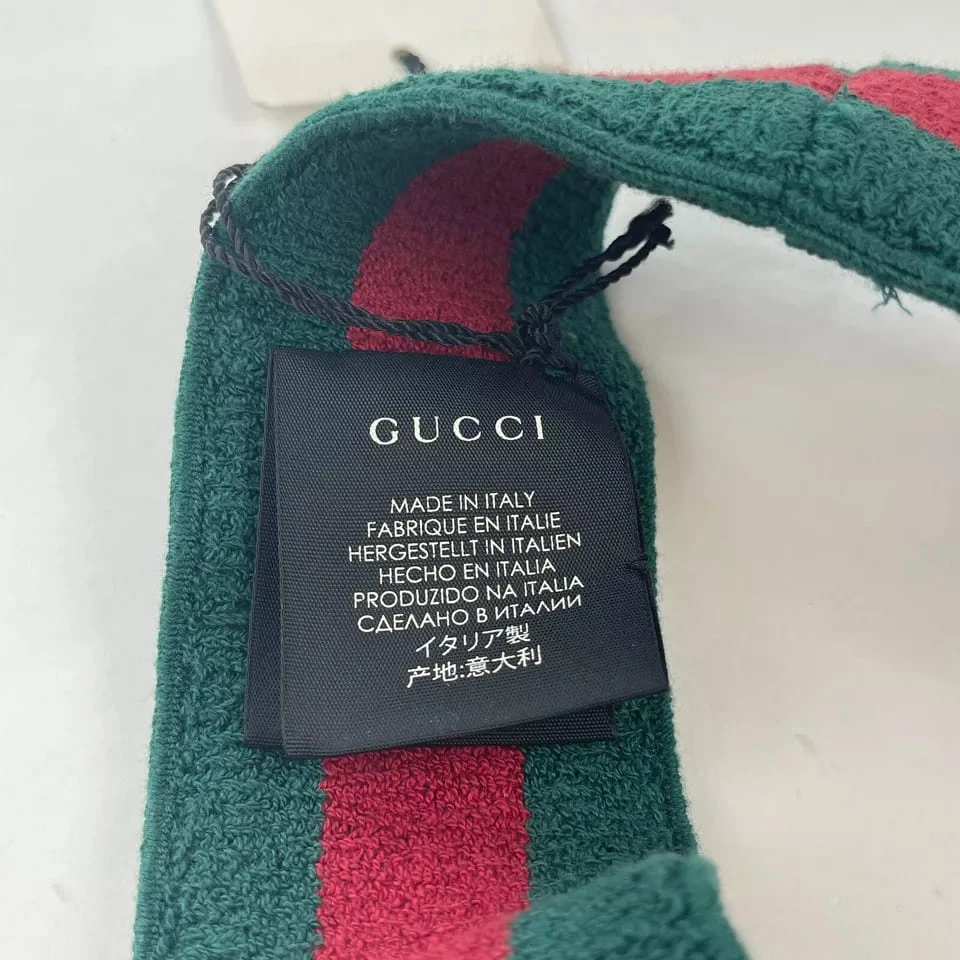 GUCCI
MADE IN ITALY
FABRIQUE EN ITALIE
HERGESTELLT IN ITALIEN
HECHO EN ITALIA
PRODUZIDO NA ITALIA
СДЕЛАНО В ИТАЛИИ
イタリア製
产地:意大利